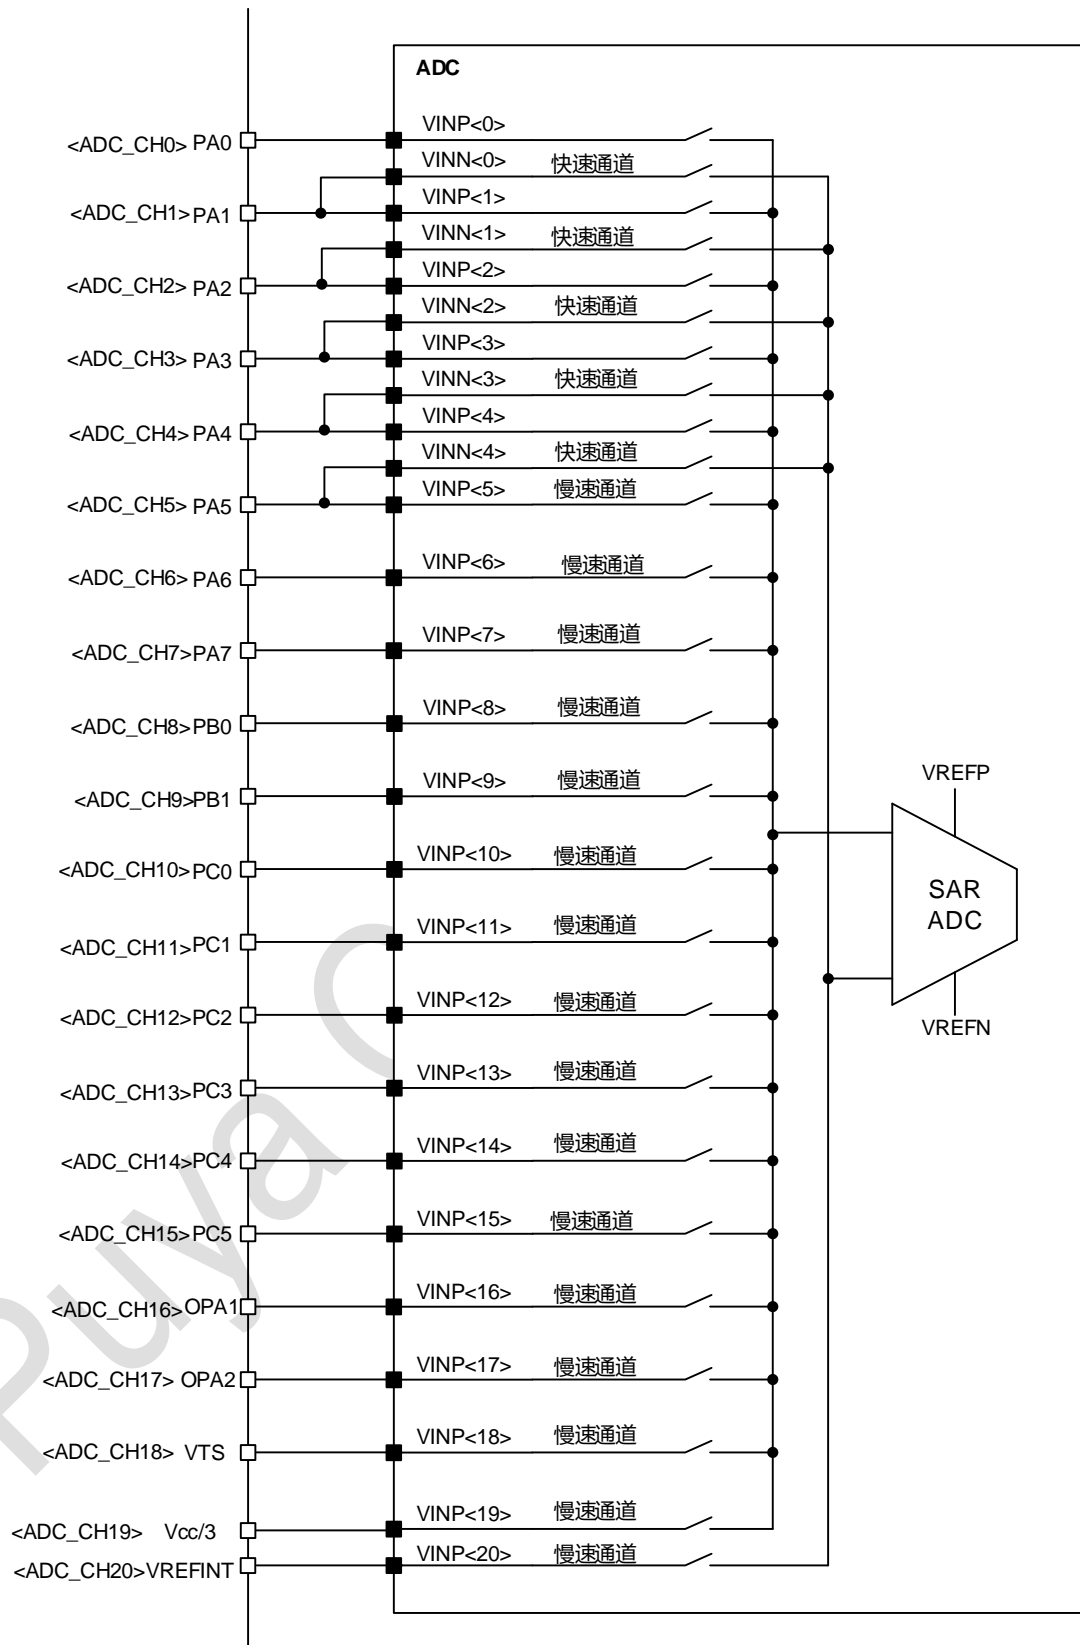 ADC
<ADC_CH0> PA0
VINP<0>
VINN<0> 快速通道
<ADC_CH1>PA1
VINP<1>
VINN<1> 快速通道
<ADC_CH2> PA2
VINP<2>
VINN<2> 快速通道
<ADC_CH3> PA3
VINP<3>
VINN<3> 快速通道
<ADC_CH4> PA4
VINP<4>
VINN<4> 快速通道
<ADC_CH5> PA5
VINP<5> 慢速通道
<ADC_CH6> PA6
VINP<6> 慢速通道
<ADC_CH7>PA7
VINP<7> 慢速通道
<ADC_CH8>PB0
VINP<8> 慢速通道
<ADC_CH9>PB1
VINP<9> 慢速通道
<ADC_CH10>PC0
VINP<10> 慢速通道
<ADC_CH11>PC1
VINP<11> 慢速通道
<ADC_CH12>PC2
VINP<12> 慢速通道
<ADC_CH13>PC3
VINP<13> 慢速通道
<ADC_CH14>PC4
VINP<14> 慢速通道
<ADC_CH15>PC5
VINP<15> 慢速通道
<ADC_CH16>OPA1
VINP<16> 慢速通道
<ADC_CH17> OPA2
VINP<17> 慢速通道
<ADC_CH18> VTS
VINP<18> 慢速通道
<ADC_CH19> Vcc/3
VINP<19> 慢速通道
<ADC_CH20>VREFINT
VINP<20> 慢速通道
VREFP
SAR
ADC
VREFN
Puya C